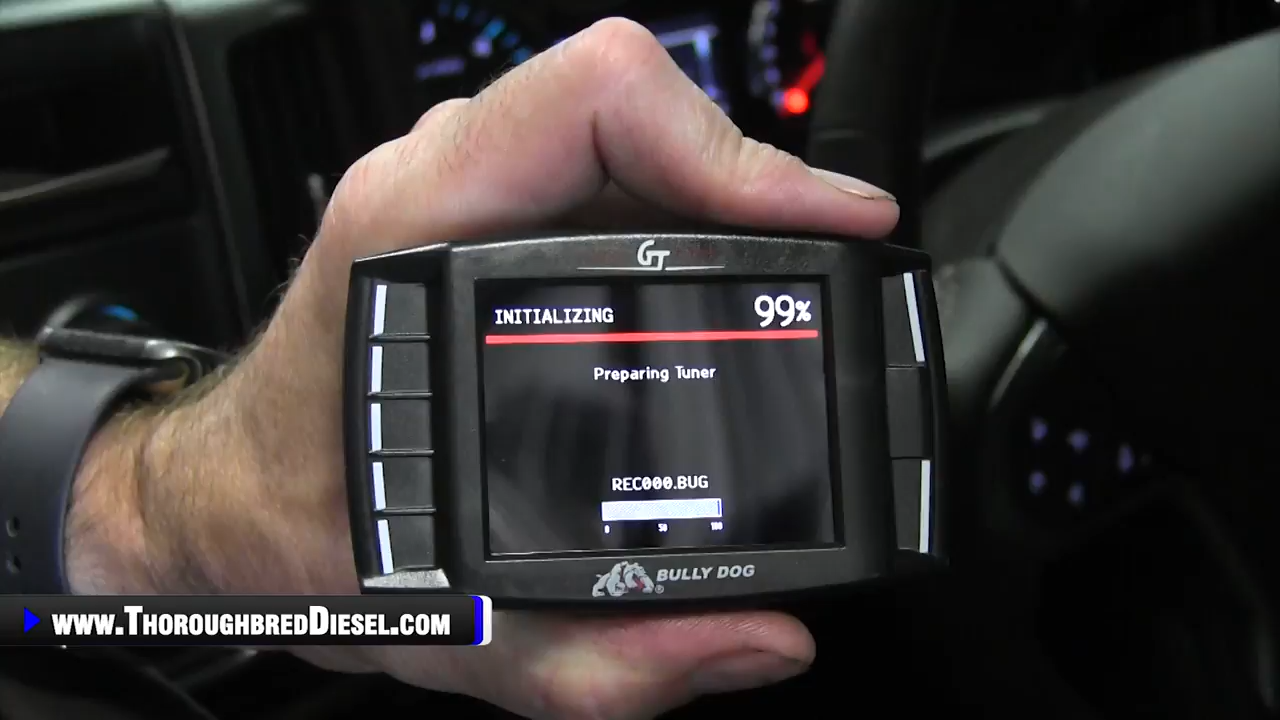 GT
INITIALIZING 99%
Preparing Tuner
REC000.BUG
0 50 100
BULLY DOG®
www.ThoroughbredDiesel.com